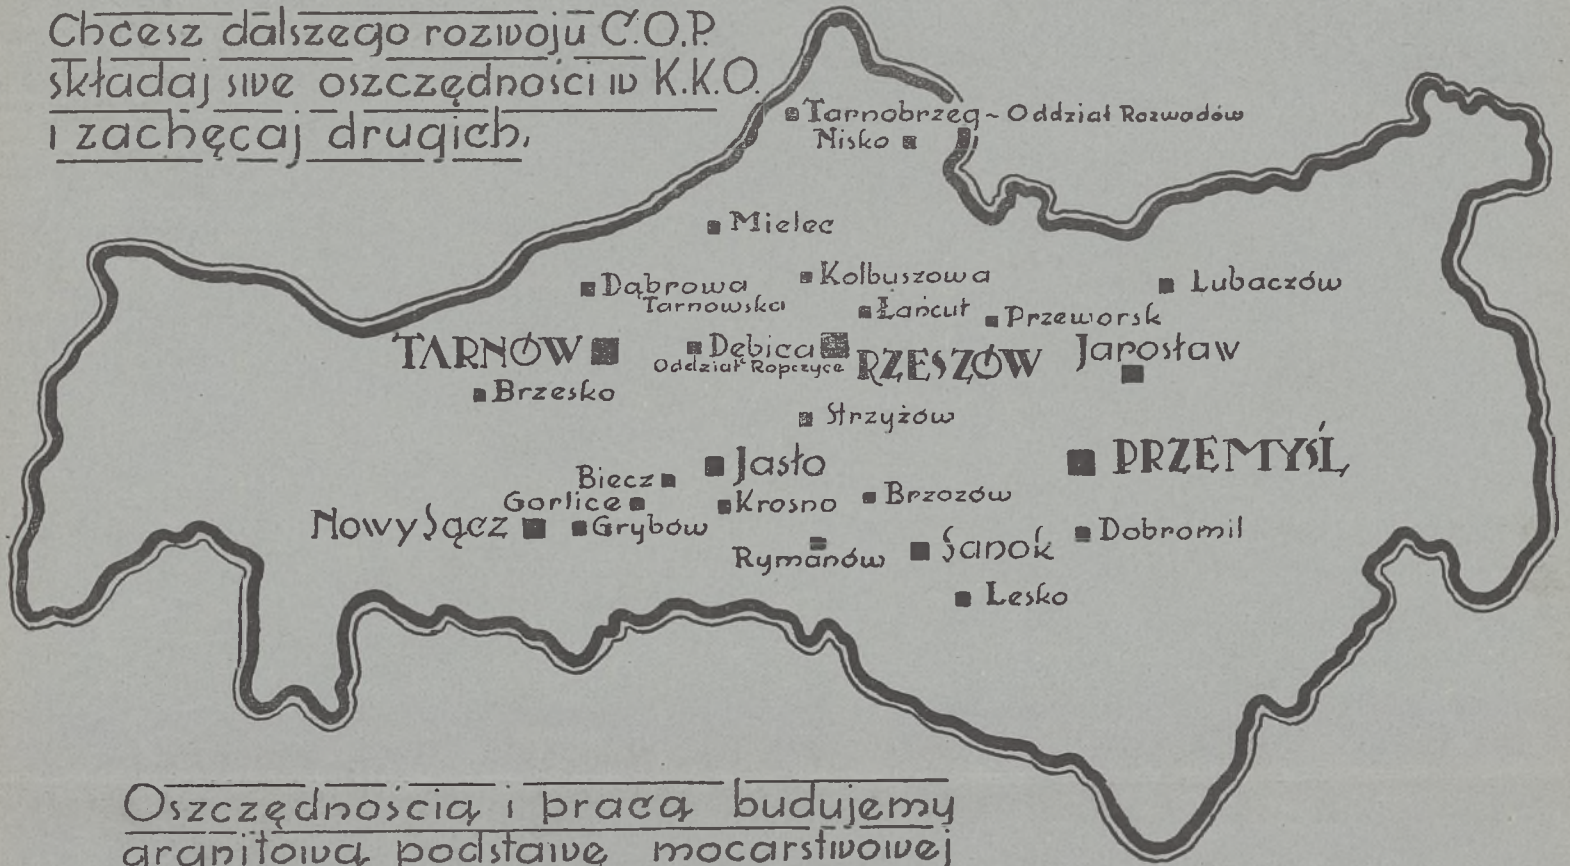 Chcesz dalszego rozwoju C.O.P.
składaj swe oszczędności w K.K.O.
i zachęcaj drugich.
Tarnobrzeg ~ Oddział Rozwadów
Nisko
Mielec
Dąbrowa
Tarnowska
Kolbuszowa
Lubaczów
Łańcut
Przeworsk
TARNÓW
Dębica
Oddział Ropczyce
RZESZÓW
Jarosław
Brzesko
Strzyżów
Jasło
PRZEMYŚL
Biecz
Gorlice
Krosno
Brzozów
Nowy Sącz
Grybów
Rymanów
Sanok
Dobromil
Lesko
Oszczędnością i pracą budujemy
granitową podstawę mocarstwowej